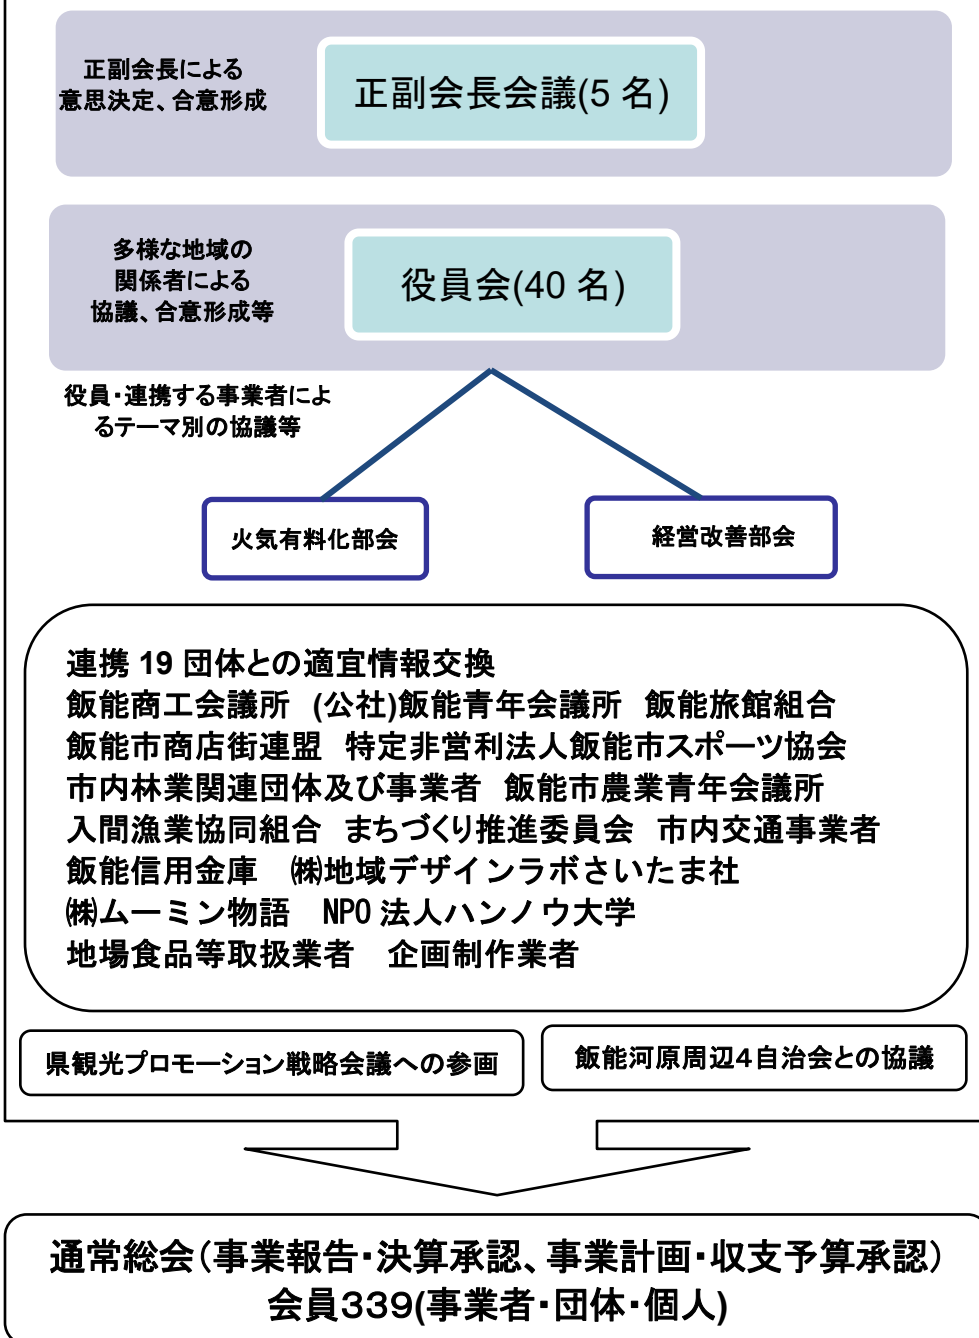 正副会長による
意思決定、合意形成
正副会長会議(5 名)
多様な地域の
関係者による
協議、合意形成等
役員会(40 名)
役員・連携する事業者によ
るテーマ別の協議等
火気有料化部会
経営改善部会
連携 19 団体との適宜情報交換
飯能商工会議所　(公社)飯能青年会議所　飯能旅館組合
飯能市商店街連盟　特定非営利法人飯能市スポーツ協会
市内林業関連団体及び事業者　飯能市農業青年会議所
入間漁業協同組合　まちづくり推進委員会　市内交通事業者
飯能信用金庫　㈱地域デザインラボさいたま社
㈱ムーミン物語　NPO 法人ハンノウ大学
地場食品等取扱業者　企画制作業者
県観光プロモーション戦略会議への参画
飯能河原周辺４自治会との協議
通常総会（事業報告・決算承認、事業計画・収支予算承認）
会員３３９(事業者・団体・個人)